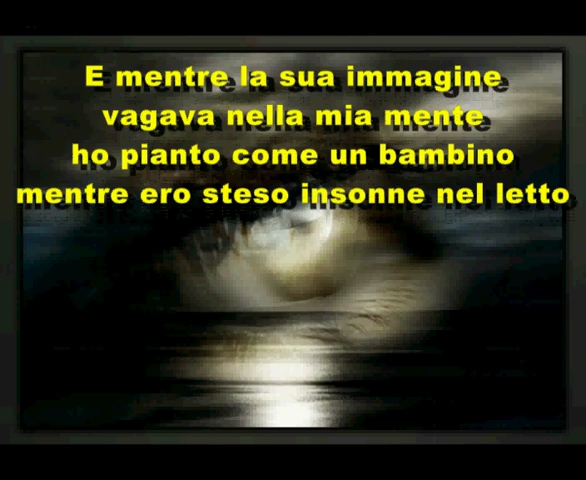 E mentre la sua immagine
vagava nella mia mente
ho pianto come un bambino
mentre ero steso insonne nel letto